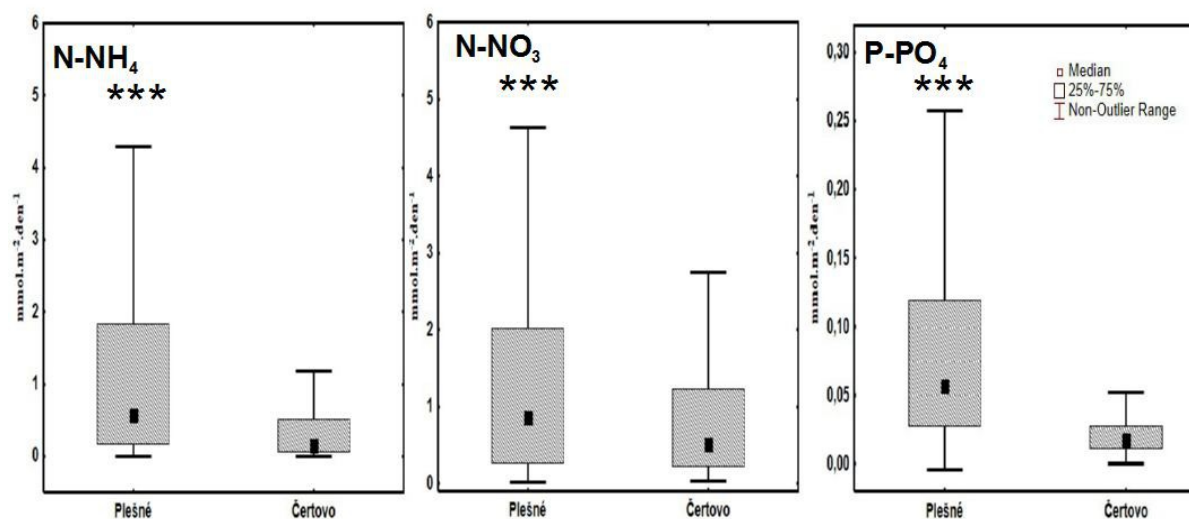 N-NH₄
***
6
5
4
3
2
1
0
mmol.m⁻².den⁻¹
Plešné
Čertovo
N-NO₃
***
6
5
4
3
2
1
0
mmol.m⁻².den⁻¹
Plešné
Čertovo
P-PO₄
***
Median
25%-75%
Non-Outlier Range
0,30
0,25
0,20
0,15
0,10
0,05
0,00
mmol.m⁻².den⁻¹
Plešné
Čertovo